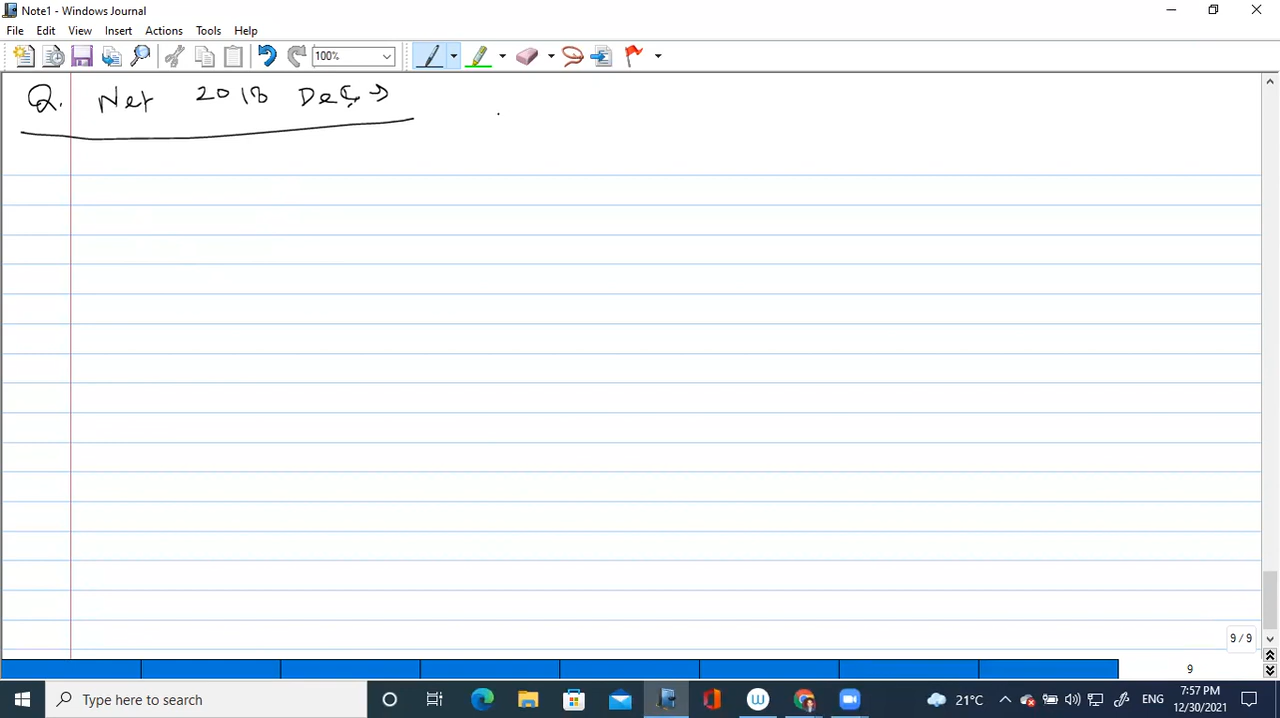 Note1 - Windows Journal
File Edit View Insert Actions Tools Help
100%
Q. Net 2018 Dec →
9 / 9
9
Type here to search
21°C
ENG
7:57 PM
12/30/2021